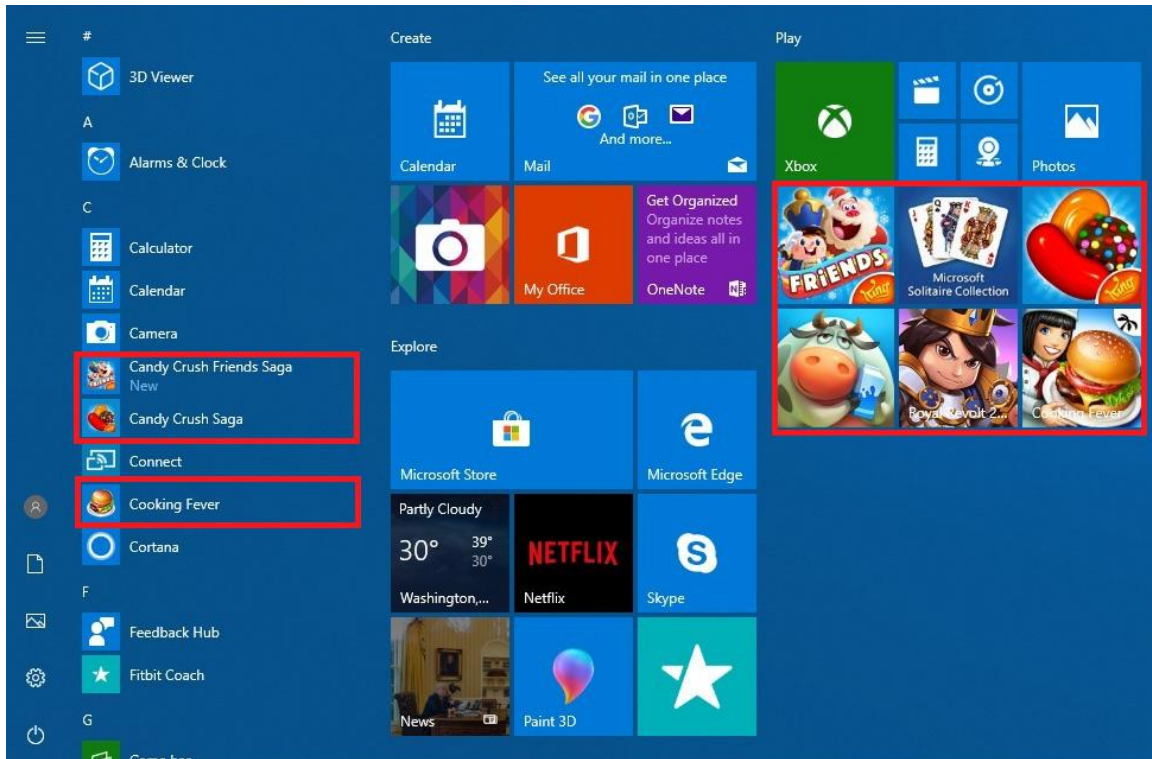 #
3D Viewer
A
Alarms & Clock
C
Calculator
Calendar
Camera
Candy Crush Friends Saga
New
Candy Crush Saga
Connect
Cooking Fever
Cortana
F
Feedback Hub
Fitbit Coach
G
Create
Calendar
See all your mail in one place
And more...
Mail
My Office
Get Organized
Organize notes
and ideas all in
one place
OneNote
Explore
Microsoft Store
Microsoft Edge
Partly Cloudy
30° 39°
30°
Washington,...
NETFLIX
Netflix
Skype
News
Paint 3D
Play
Xbox
Photos
FRiENDS
King
Microsoft
Solitaire Collection
King
Royal Revolt 2...
Cooking Fever